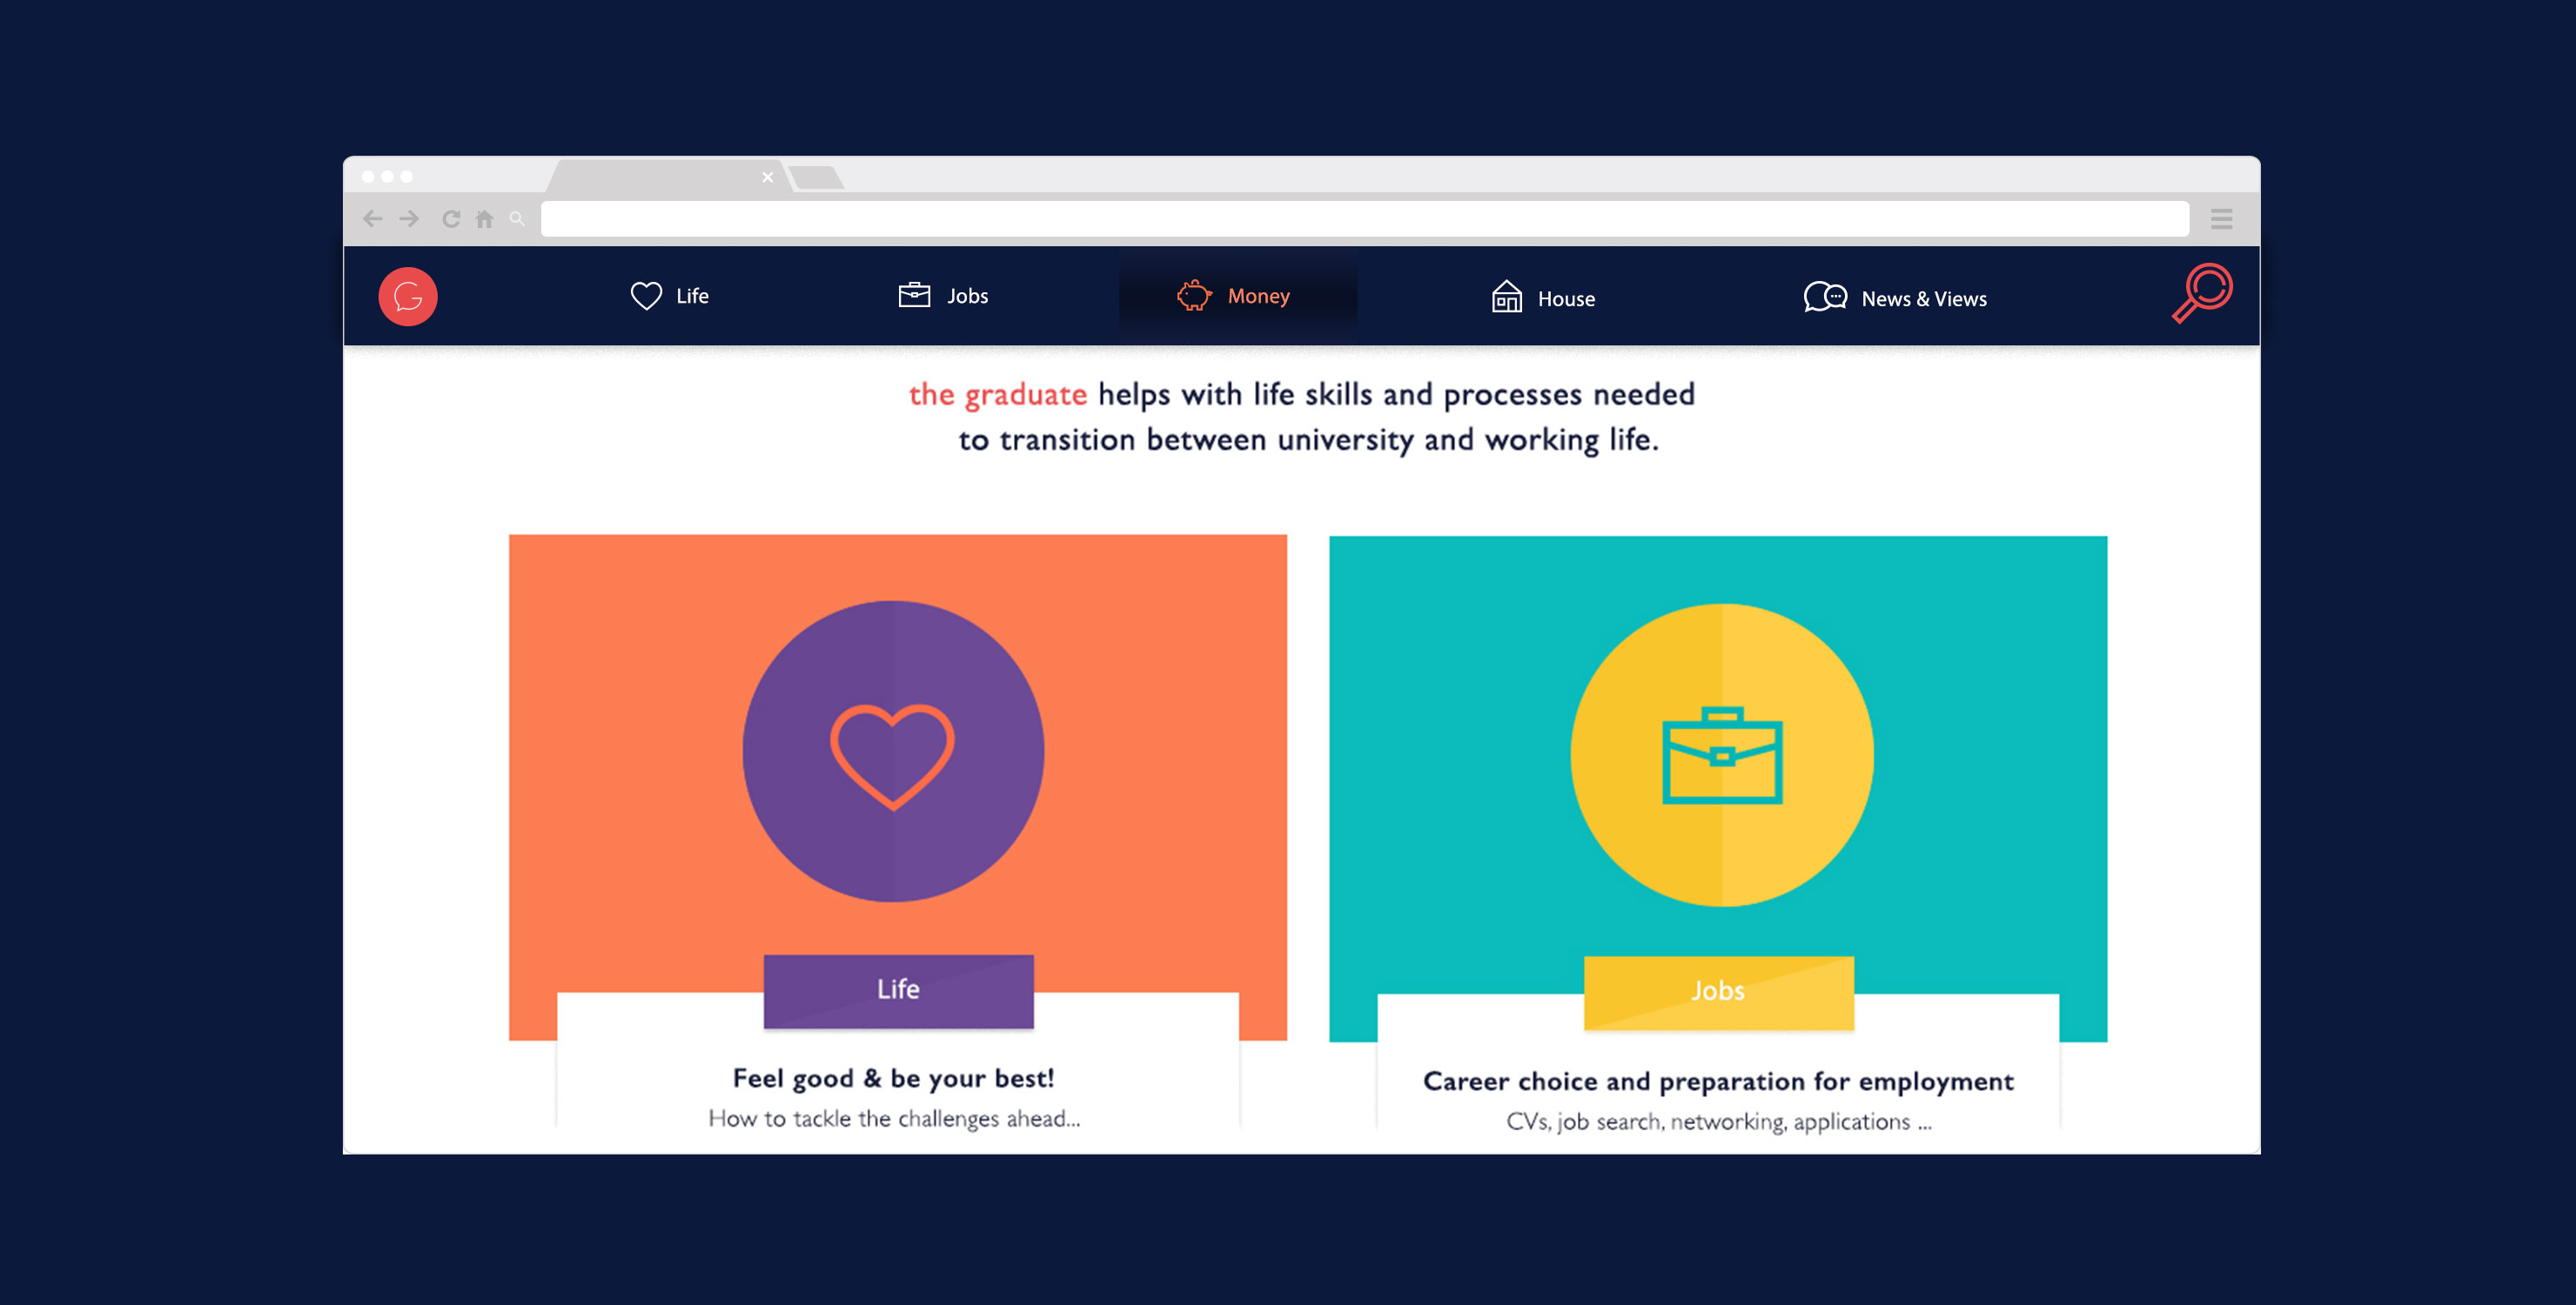 G
Life
Jobs
Money
House
News & Views
the graduate helps with life skills and processes needed
to transition between university and working life.
Life
Feel good & be your best!
How to tackle the challenges ahead...
Jobs
Career choice and preparation for employment
CVs, job search, networking, applications ...